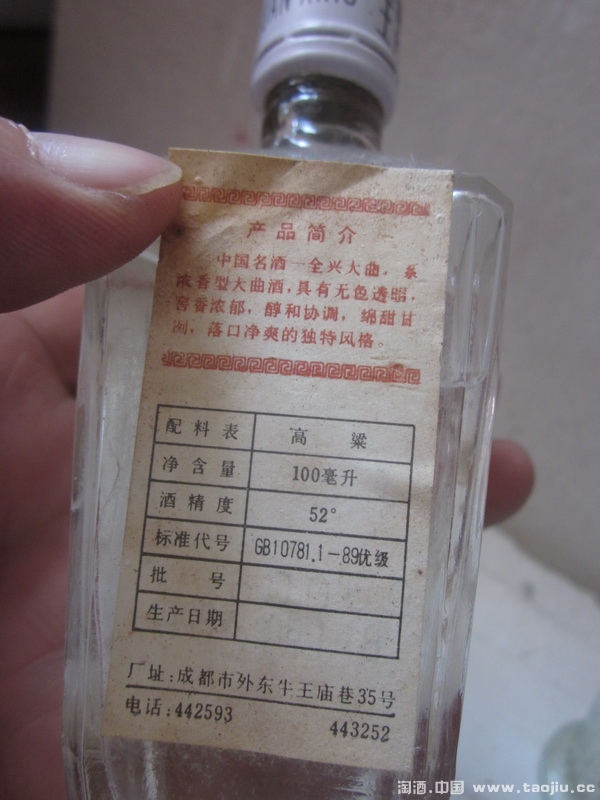 产品简介
中国名酒一全兴大曲，系
浓香型大曲酒，具有无色透明，
窖香浓郁，醇和协调，绵甜甘
洌，落口净爽的独特风格。
配料表 高粱
净含量 100毫升
酒精度 52°
标准代号 GB10781.1－89优级
批号
生产日期
厂址：成都市外东牛王庙巷35号
电话：442593 443252
淘酒.中国 www.taojiu.cc